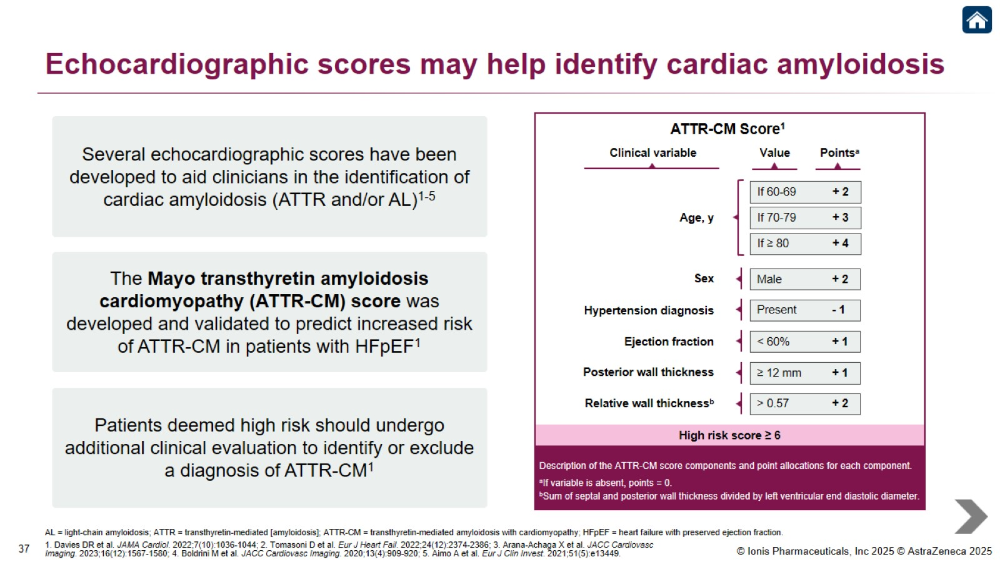 Echocardiographic scores may help identify cardiac amyloidosis
Several echocardiographic scores have been
developed to aid clinicians in the identification of
cardiac amyloidosis (ATTR and/or AL)1-5
The Mayo transthyretin amyloidosis
cardiomyopathy (ATTR-CM) score was
developed and validated to predict increased risk
of ATTR-CM in patients with HFpEF1
Patients deemed high risk should undergo
additional clinical evaluation to identify or exclude
a diagnosis of ATTR-CM1
ATTR-CM Score1
Clinical variable Value Pointsa
Age, y
If 60-69 + 2
If 70-79 + 3
If ≥ 80 + 4
Sex Male + 2
Hypertension diagnosis Present - 1
Ejection fraction < 60% + 1
Posterior wall thickness ≥ 12 mm + 1
Relative wall thicknessb > 0.57 + 2
High risk score ≥ 6
Description of the ATTR-CM score components and point allocations for each component.
aIf variable is absent, points = 0.
bSum of septal and posterior wall thickness divided by left ventricular end diastolic diameter.
AL = light-chain amyloidosis; ATTR = transthyretin-mediated [amyloidosis]; ATTR-CM = transthyretin-mediated amyloidosis with cardiomyopathy; HFpEF = heart failure with preserved ejection fraction.
1. Davies DR et al. JAMA Cardiol. 2022;7(10):1036-1044; 2. Tomasoni D et al. Eur J Heart Fail. 2022;24(12):2374-2386; 3. Arana-Achaga X et al. JACC Cardiovasc
Imaging. 2023;16(12):1567-1580; 4. Boldrini M et al. JACC Cardiovasc Imaging. 2020;13(4):909-920; 5. Aimo A et al. Eur J Clin Invest. 2021;51(5):e13449.
37
© Ionis Pharmaceuticals, Inc 2025 © AstraZeneca 2025